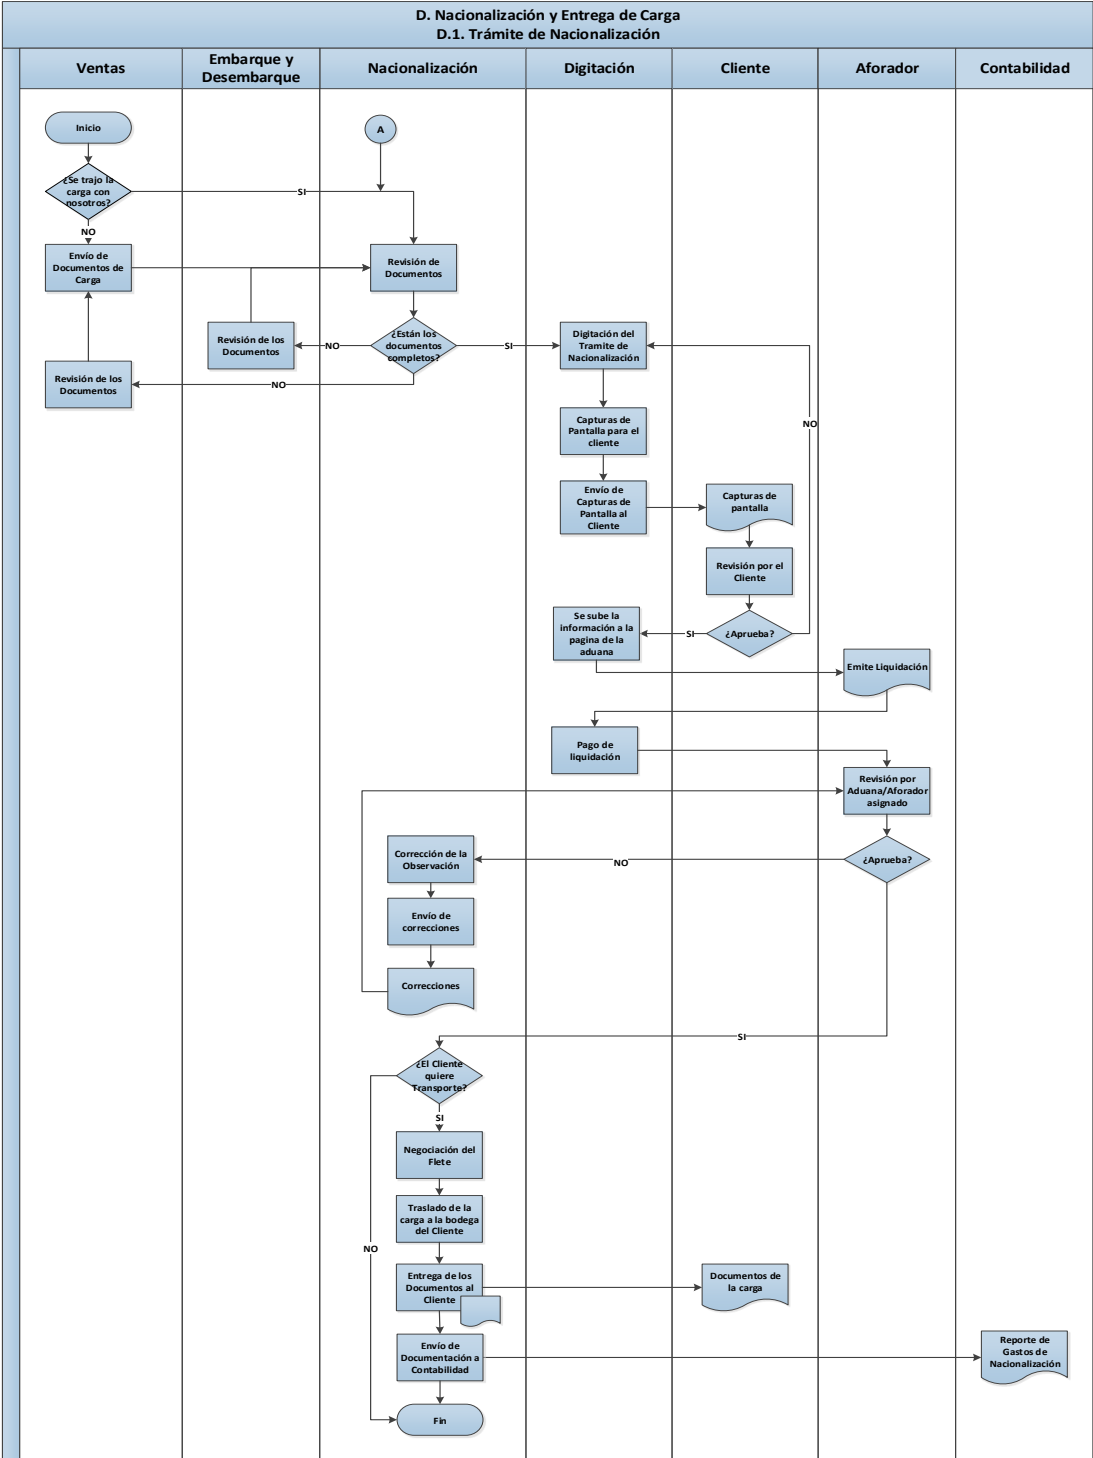 D. Nacionalización y Entrega de Carga
D.1. Trámite de Nacionalización
Ventas
Embarque y
Desembarque
Nacionalización
Digitación
Cliente
Aforador
Contabilidad
Inicio
A
¿Se trajo la
carga con
nosotros?
SI
NO
Envío de
Documentos de
Carga
Revisión de
Documentos
Revisión de los
Documentos
NO
¿Están los
documentos
completos?
SI
Digitación del
Tramite de
Nacionalización
Revisión de los
Documentos
NO
Capturas de
Pantalla para el
cliente
NO
Envío de
Capturas de
Pantalla al
Cliente
Capturas de
pantalla
Revisión por el
Cliente
Se sube la
información a la
pagina de la
aduana
SI
¿Aprueba?
Emite Liquidación
Pago de
liquidación
Revisión por
Aduana/Aforador
asignado
Corrección de la
Observación
NO
¿Aprueba?
Envío de
correcciones
Correcciones
SI
¿El Cliente
quiere
Transporte?
SI
Negociación del
Flete
Traslado de la
carga a la bodega
del Cliente
NO
Entrega de los
Documentos al
Cliente
Documentos de
la carga
Envío de
Documentación a
Contabilidad
Reporte de
Gastos de
Nacionalización
Fin